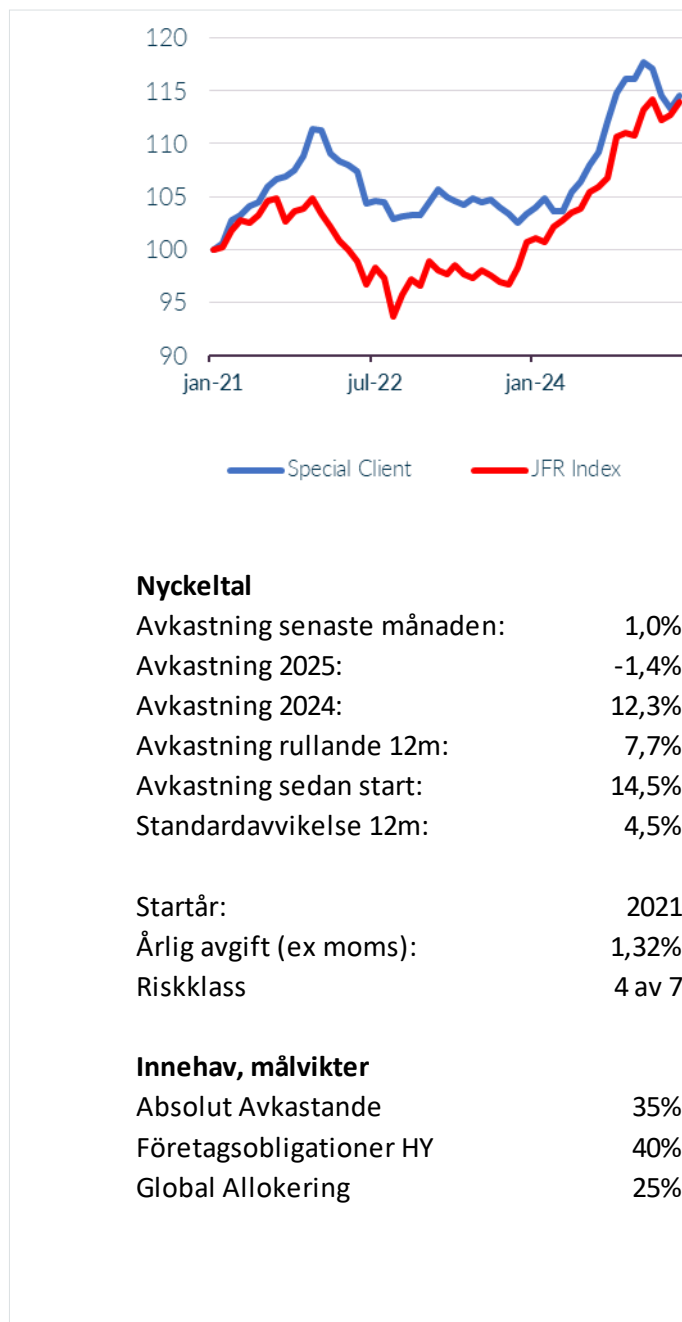 120
115
110
105
100
95
90
jan-21 jul-22 jan-24
Special Client JFR Index
Nyckeltal
Avkastning senaste månaden: 1,0%
Avkastning 2025: -1,4%
Avkastning 2024: 12,3%
Avkastning rullande 12m: 7,7%
Avkastning sedan start: 14,5%
Standardavvikelse 12m: 4,5%
Startår: 2021
Årlig avgift (ex moms): 1,32%
Riskklass 4 av 7
Innehav, målvikter
Absolut Avkastande 35%
Företagsobligationer HY 40%
Global Allokering 25%